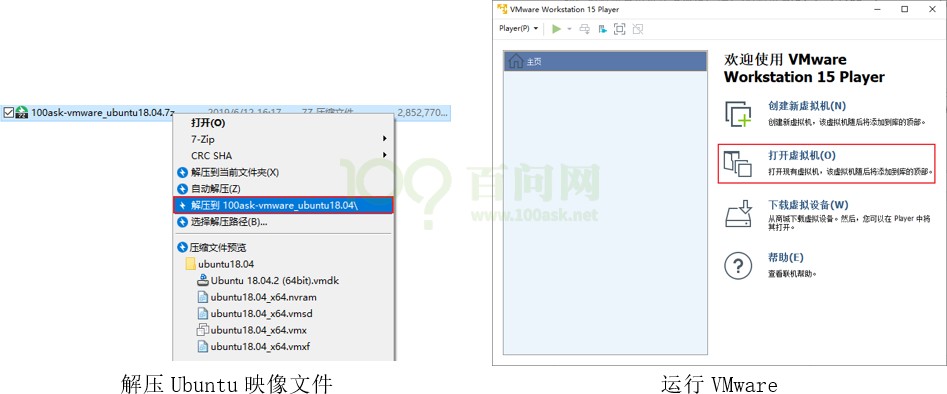 100ask-vmware_ubuntu18.04.7z
2019/6/12 16:17
7Z 压缩文件
2,852,770...
打开(O)
7-Zip
CRC SHA
解压到当前文件夹(X)
自动解压(Z)
解压到 100ask-vmware_ubuntu18.04\
选择解压路径(B)...
压缩文件预览
ubuntu18.04
Ubuntu 18.04.2 (64bit).vmdk
ubuntu18.04_x64.nvram
ubuntu18.04_x64.vmsd
ubuntu18.04_x64.vmx
ubuntu18.04_x64.vmxf
解压 Ubuntu 映像文件
VMware Workstation 15 Player
Player(P)
主页
欢迎使用 VMware
Workstation 15 Player
创建新虚拟机(N)
创建新虚拟机，该虚拟机随后将添加到库的顶部。
打开虚拟机(O)
打开现有虚拟机，该虚拟机随后将添加到库的顶部。
下载虚拟设备(W)
从商城下载虚拟设备。然后，您可以在 Player 中将
其打开。
帮助(E)
查看联机帮助。
运行 VMware
百问网
www.100ask.net